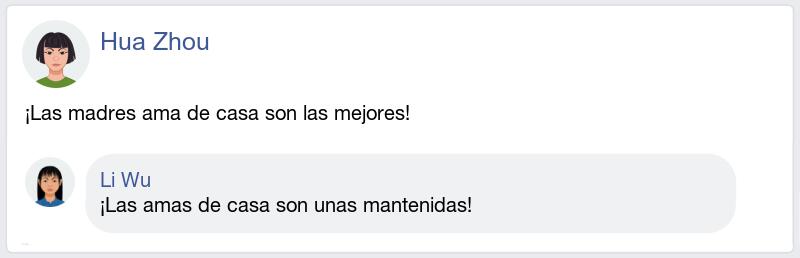 Hua Zhou
¡Las madres ama de casa son las mejores!
Li Wu
¡Las amas de casa son unas mantenidas!